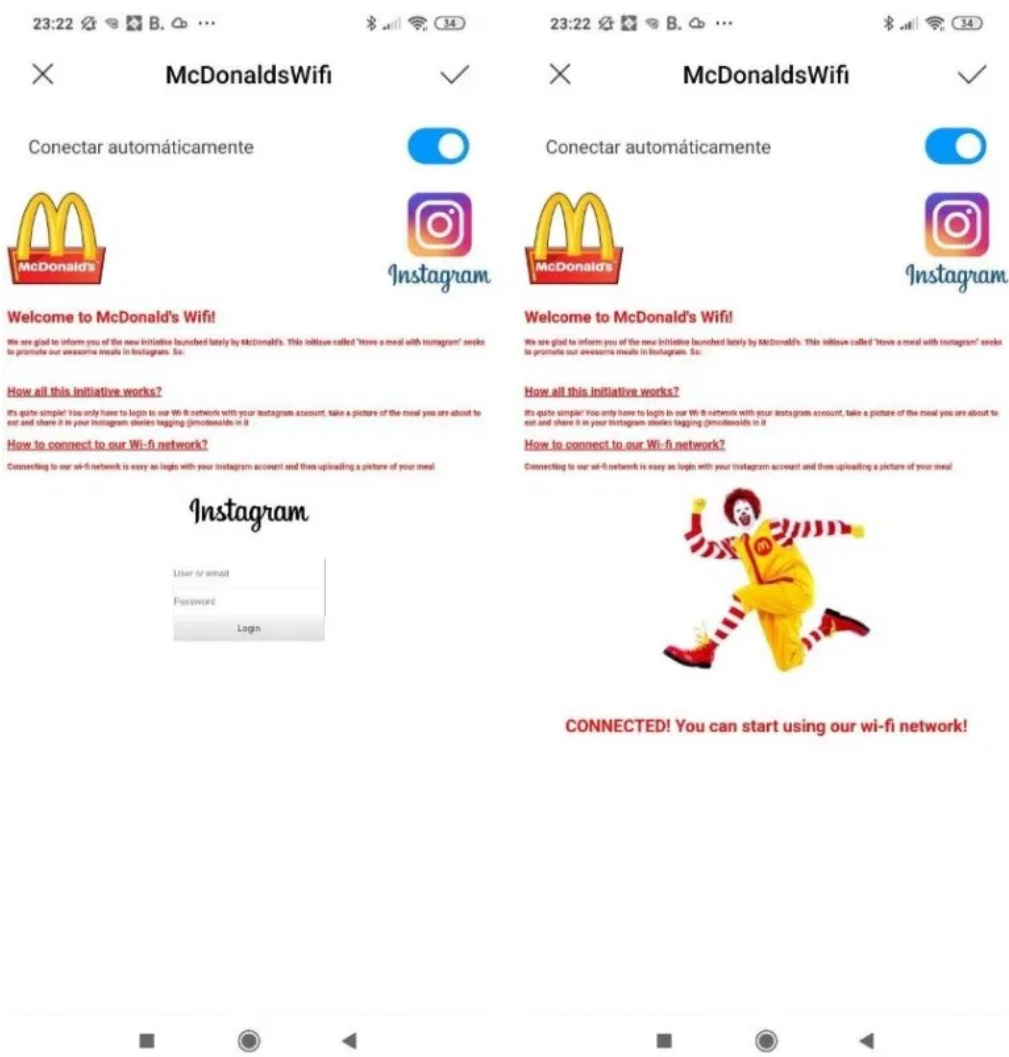 23:22 B. ... 34
McDonaldsWifi
Conectar automáticamente
McDonald's
Instagram
Welcome to McDonald's Wifi!
We are glad to inform you of the new initiative launched lately by McDonald's. This initiave called "Have a meal with Instagram" seeks
to promote our awesome meals in Instagram. So:
How all this initiative works?
It's quite simple! You only have to login in our Wi-fi network with your Instagram account, take a picture of the meal you are about to
eat and share it in your Instagram stories tagging @mcdonalds in it
How to connect to our Wi-fi network?
Connecting to our wi-fi network is easy as login with your Instagram account and then uploading a picture of your meal
Instagram
User or email
Password
Login
23:22 B. ... 34
McDonaldsWifi
Conectar automáticamente
McDonald's
Instagram
Welcome to McDonald's Wifi!
We are glad to inform you of the new initiative launched lately by McDonald's. This initiave called "Have a meal with Instagram" seeks
to promote our awesome meals in Instagram. So:
How all this initiative works?
It's quite simple! You only have to login in our Wi-fi network with your Instagram account, take a picture of the meal you are about to
eat and share it in your Instagram stories tagging @mcdonalds in it
How to connect to our Wi-fi network?
Connecting to our wi-fi network is easy as login with your Instagram account and then uploading a picture of your meal
CONNECTED! You can start using our wi-fi network!